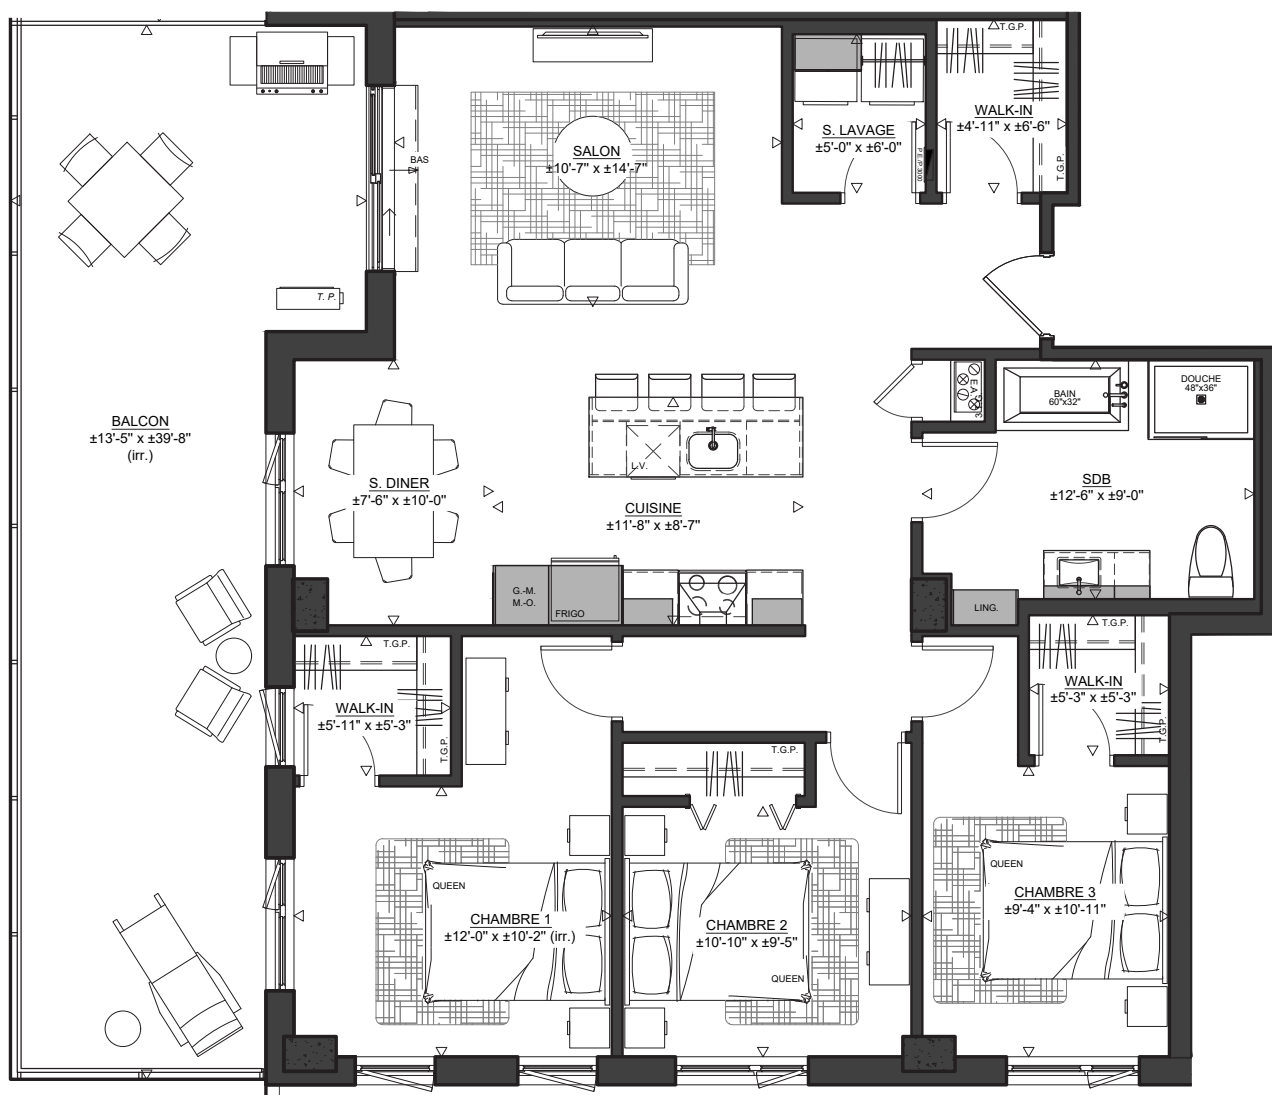 T.G.P.
WALK-IN
±4'-11" x ±6'-6"
T.G.P.
S. LAVAGE
±5'-0" x ±6'-0"
SALON
±10'-7" x ±14'-7"
BAS
T. P.
BALCON
±13'-5" x ±39'-8"
(irr.)
BAIN
60"x32"
DOUCHE
48"x36"
SDB
±12'-6" x ±9'-0"
L.V.
S. DINER
±7'-6" x ±10'-0"
CUISINE
±11'-8" x ±8'-7"
G.-M.
M.-O.
FRIGO
LING.
T.G.P.
WALK-IN
±5'-11" x ±5'-3"
T.G.P.
T.G.P.
WALK-IN
±5'-3" x ±5'-3"
T.G.P.
T.G.P.
QUEEN
CHAMBRE 1
±12'-0" x ±10'-2" (irr.)
CHAMBRE 2
±10'-10" x ±9'-5"
QUEEN
QUEEN
CHAMBRE 3
±9'-4" x ±10'-11"